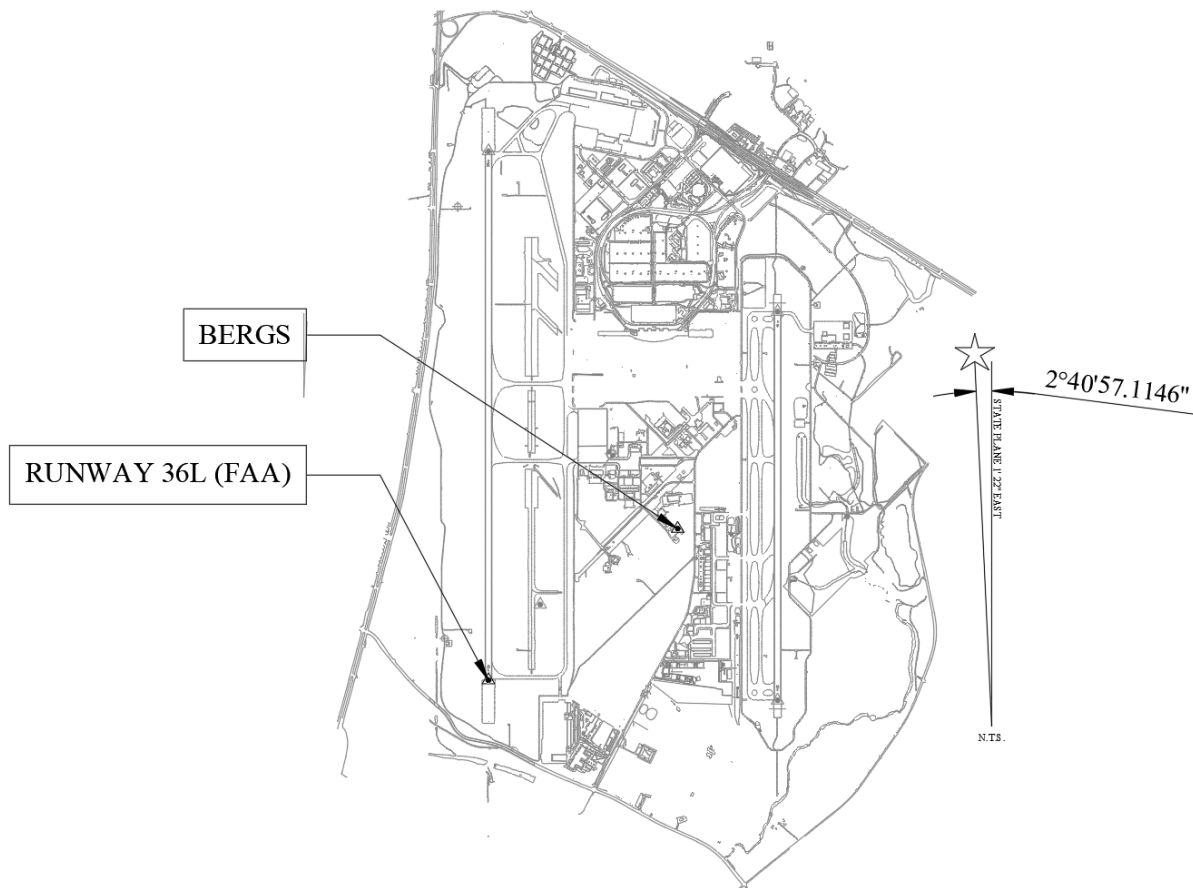 BERGS
RUNWAY 36L (FAA)
2°40'57.1146"
STATE PLANE 1' 22" EAST
N.T.S.